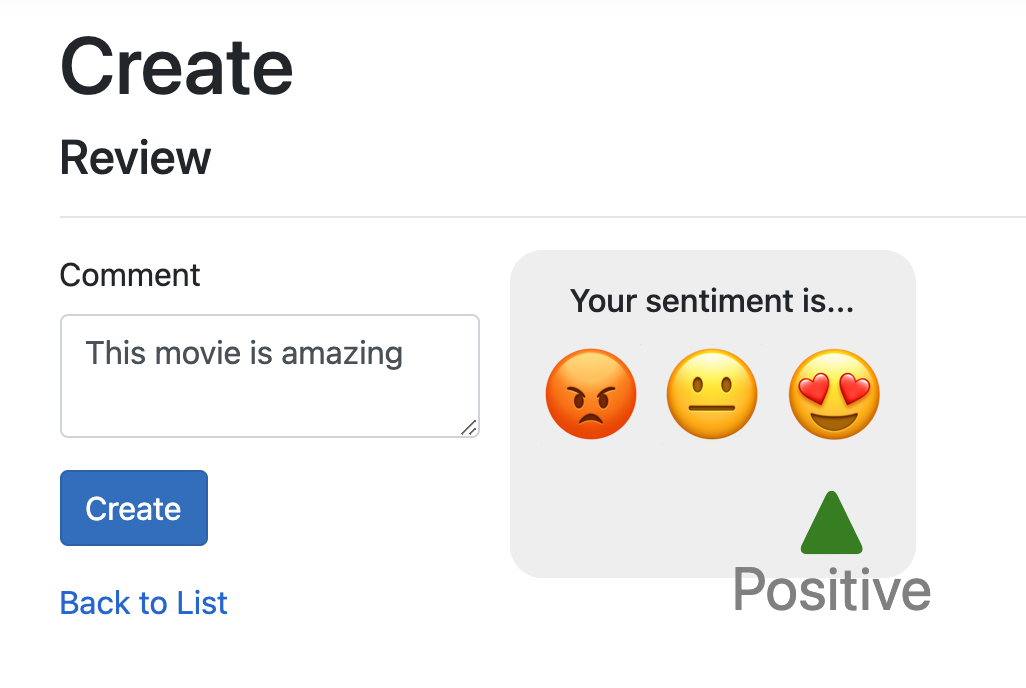 Create
Review
Comment
This movie is amazing
Create
Back to List
Your sentiment is...
Positive